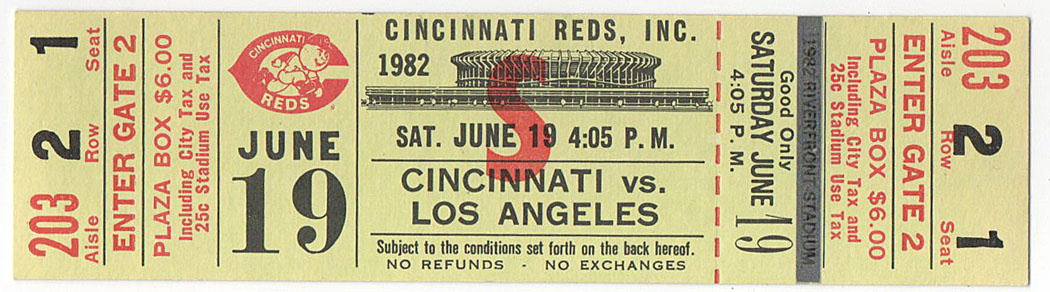 203 Aisle
2 Row
1 Seat
ENTER GATE 2
PLAZA BOX $6.00
Including City Tax and
25c Stadium Use Tax
CINCINNATI
REDS
JUNE
19
CINCINNATI REDS, INC.
1982
S
SAT. JUNE 19 4:05 P.M.
CINCINNATI vs.
LOS ANGELES
Subject to the conditions set forth on the back hereof.
NO REFUNDS - NO EXCHANGES
Good Only
SATURDAY JUNE 19
4:05 P.M.
1982 RIVERFRON STADIUM
PLAZA BOX $6.00
Including City Tax and
25c Stadium Use Tax
ENTER GATE 2
203 Aisle
2 Row
1 Seat